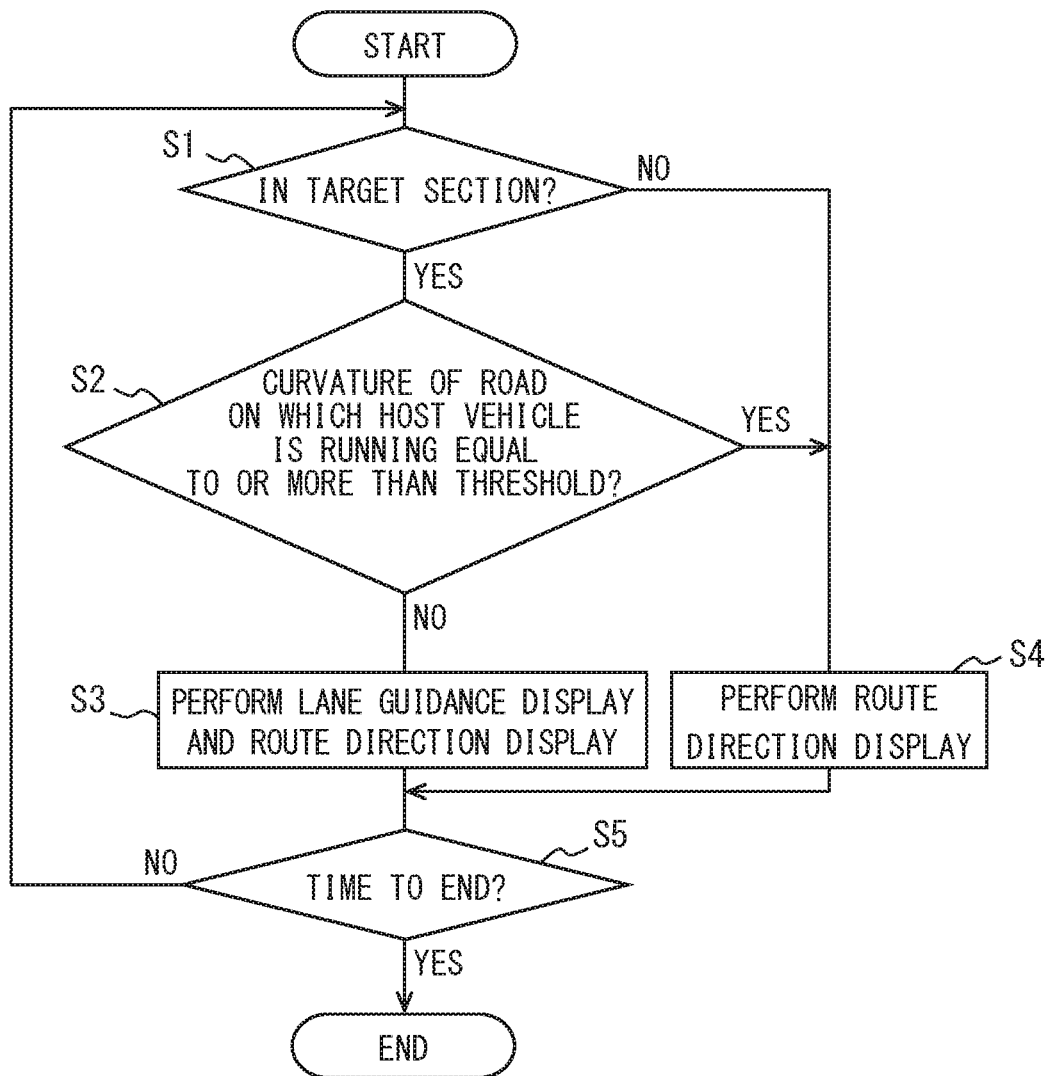 START
S1
IN TARGET SECTION?
NO
YES
S2
CURVATURE OF ROAD
ON WHICH HOST VEHICLE
IS RUNNING EQUAL
TO OR MORE THAN THRESHOLD?
YES
NO
S3
PERFORM LANE GUIDANCE DISPLAY
AND ROUTE DIRECTION DISPLAY
S4
PERFORM ROUTE
DIRECTION DISPLAY
S5
NO
TIME TO END?
YES
END